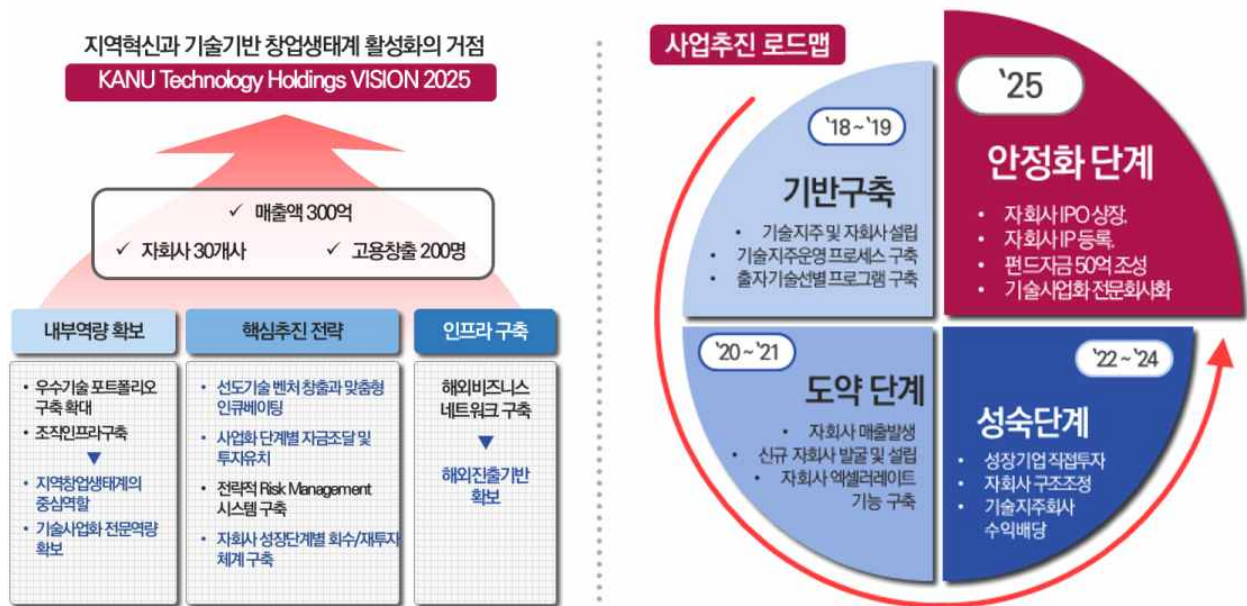 지역혁신과 기술기반 창업생태계 활성화의 거점
KANU Technology Holdings VISION 2025
✓ 매출액 300억
✓ 자회사 30개사
✓ 고용창출 200명
내부역량 확보
• 우수기술 포트폴리오
구축 확대
• 조직인프라구축
▼
• 지역창업생태계의
중심역할
• 기술사업화 전문역량
확보
핵심추진 전략
• 선도기술 벤처 창출과 맞춤형
인큐베이팅
• 사업화 단계별 자금조달 및
투자유치
• 전략적 Risk Management
시스템 구축
• 자회사 성장단계별 회수/재투자
체계 구축
인프라 구축
해외비즈니스
네트워크 구축
▼
해외진출기반
확보
사업추진 로드맵
'18~'19
기반구축
• 기술지주 및 자회사 설립
• 기술지주운영 프로세스 구축
• 출자기술선별 프로그램 구축
'20~'21
도약 단계
• 자회사 매출발생
• 신규 자회사 발굴 및 설립
• 자회사 엑셀러레이트
기능 구축
'22~'24
성숙단계
• 성장기업 직접투자
• 자회사 구조조정
• 기술지주회사
수익배당
'25
안정화 단계
• 자회사 IPO 상장,
• 자회사 IP 등록,
• 펀드자금 50억 조성
• 기술사업화 전문회사화